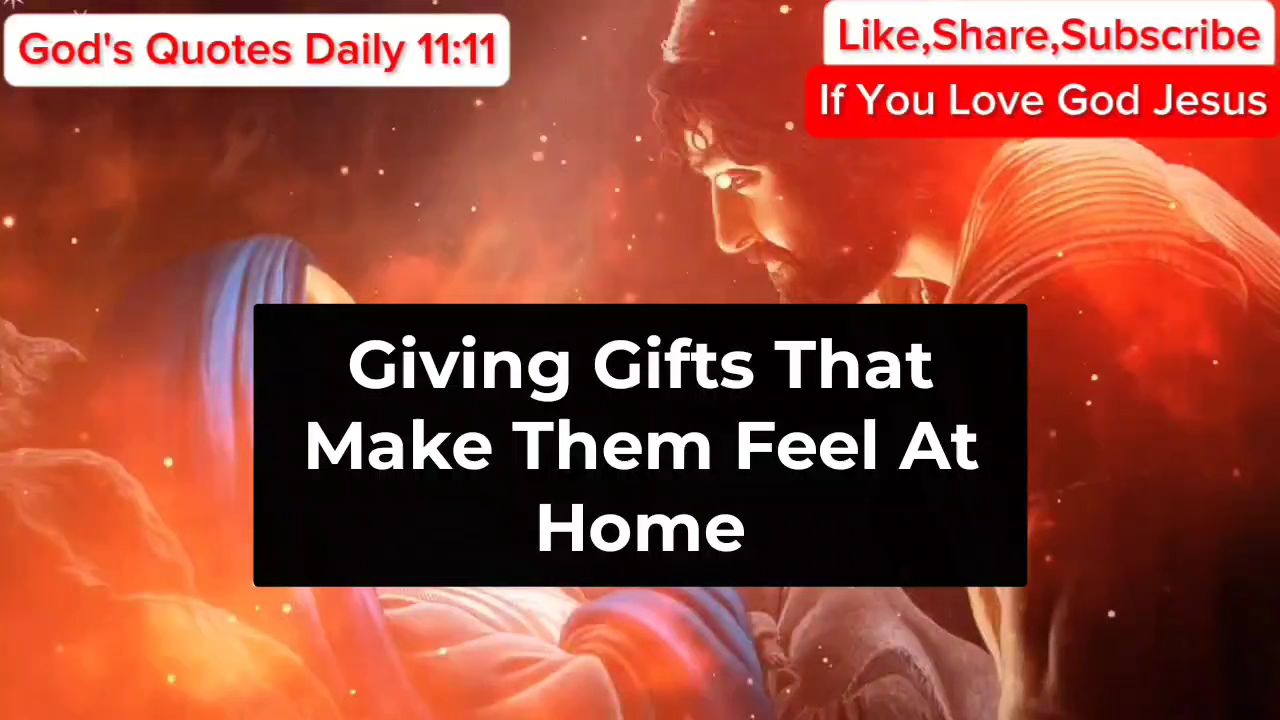 God's Quotes Daily 11:11
Like,Share,Subscribe
If You Love God Jesus
Giving Gifts That
Make Them Feel At
Home